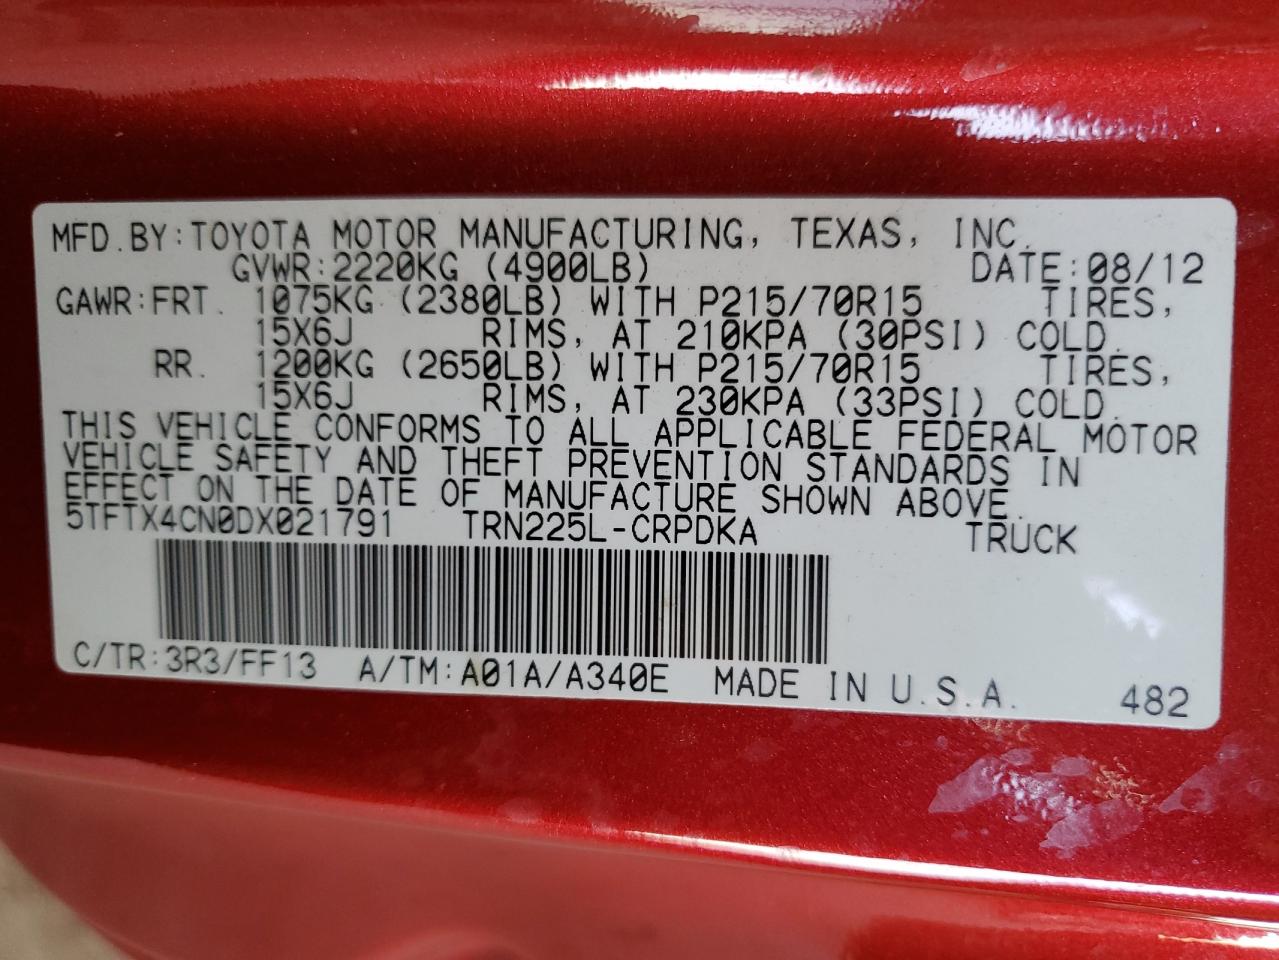 MFD.BY:TOYOTA MOTOR MANUFACTURING, TEXAS, INC.
GVWR:2220KG (4900LB) DATE:08/12
GAWR:FRT. 1075KG (2380LB) WITH P215/70R15 TIRES,
15X6J RIMS, AT 210KPA (30PSI) COLD.
RR. 1200KG (2650LB) WITH P215/70R15 TIRES,
15X6J RIMS, AT 230KPA (33PSI) COLD.
THIS VEHICLE CONFORMS TO ALL APPLICABLE FEDERAL MOTOR
VEHICLE SAFETY AND THEFT PREVENTION STANDARDS IN
EFFECT ON THE DATE OF MANUFACTURE SHOWN ABOVE.
5TFTX4CN0DX021791 TRN225L-CRPDKA TRUCK
C/TR:3R3/FF13 A/TM:A01A/A340E MADE IN U.S.A. 482